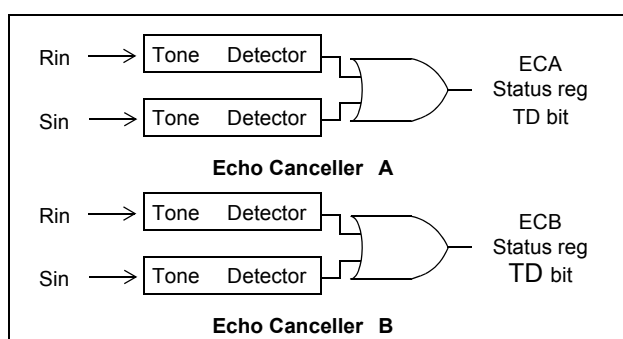 Rin
Tone Detector
ECA
Status reg
TD bit
Sin
Tone Detector
Echo Canceller A
Rin
Tone Detector
ECB
Status reg
TD bit
Sin
Tone Detector
Echo Canceller B